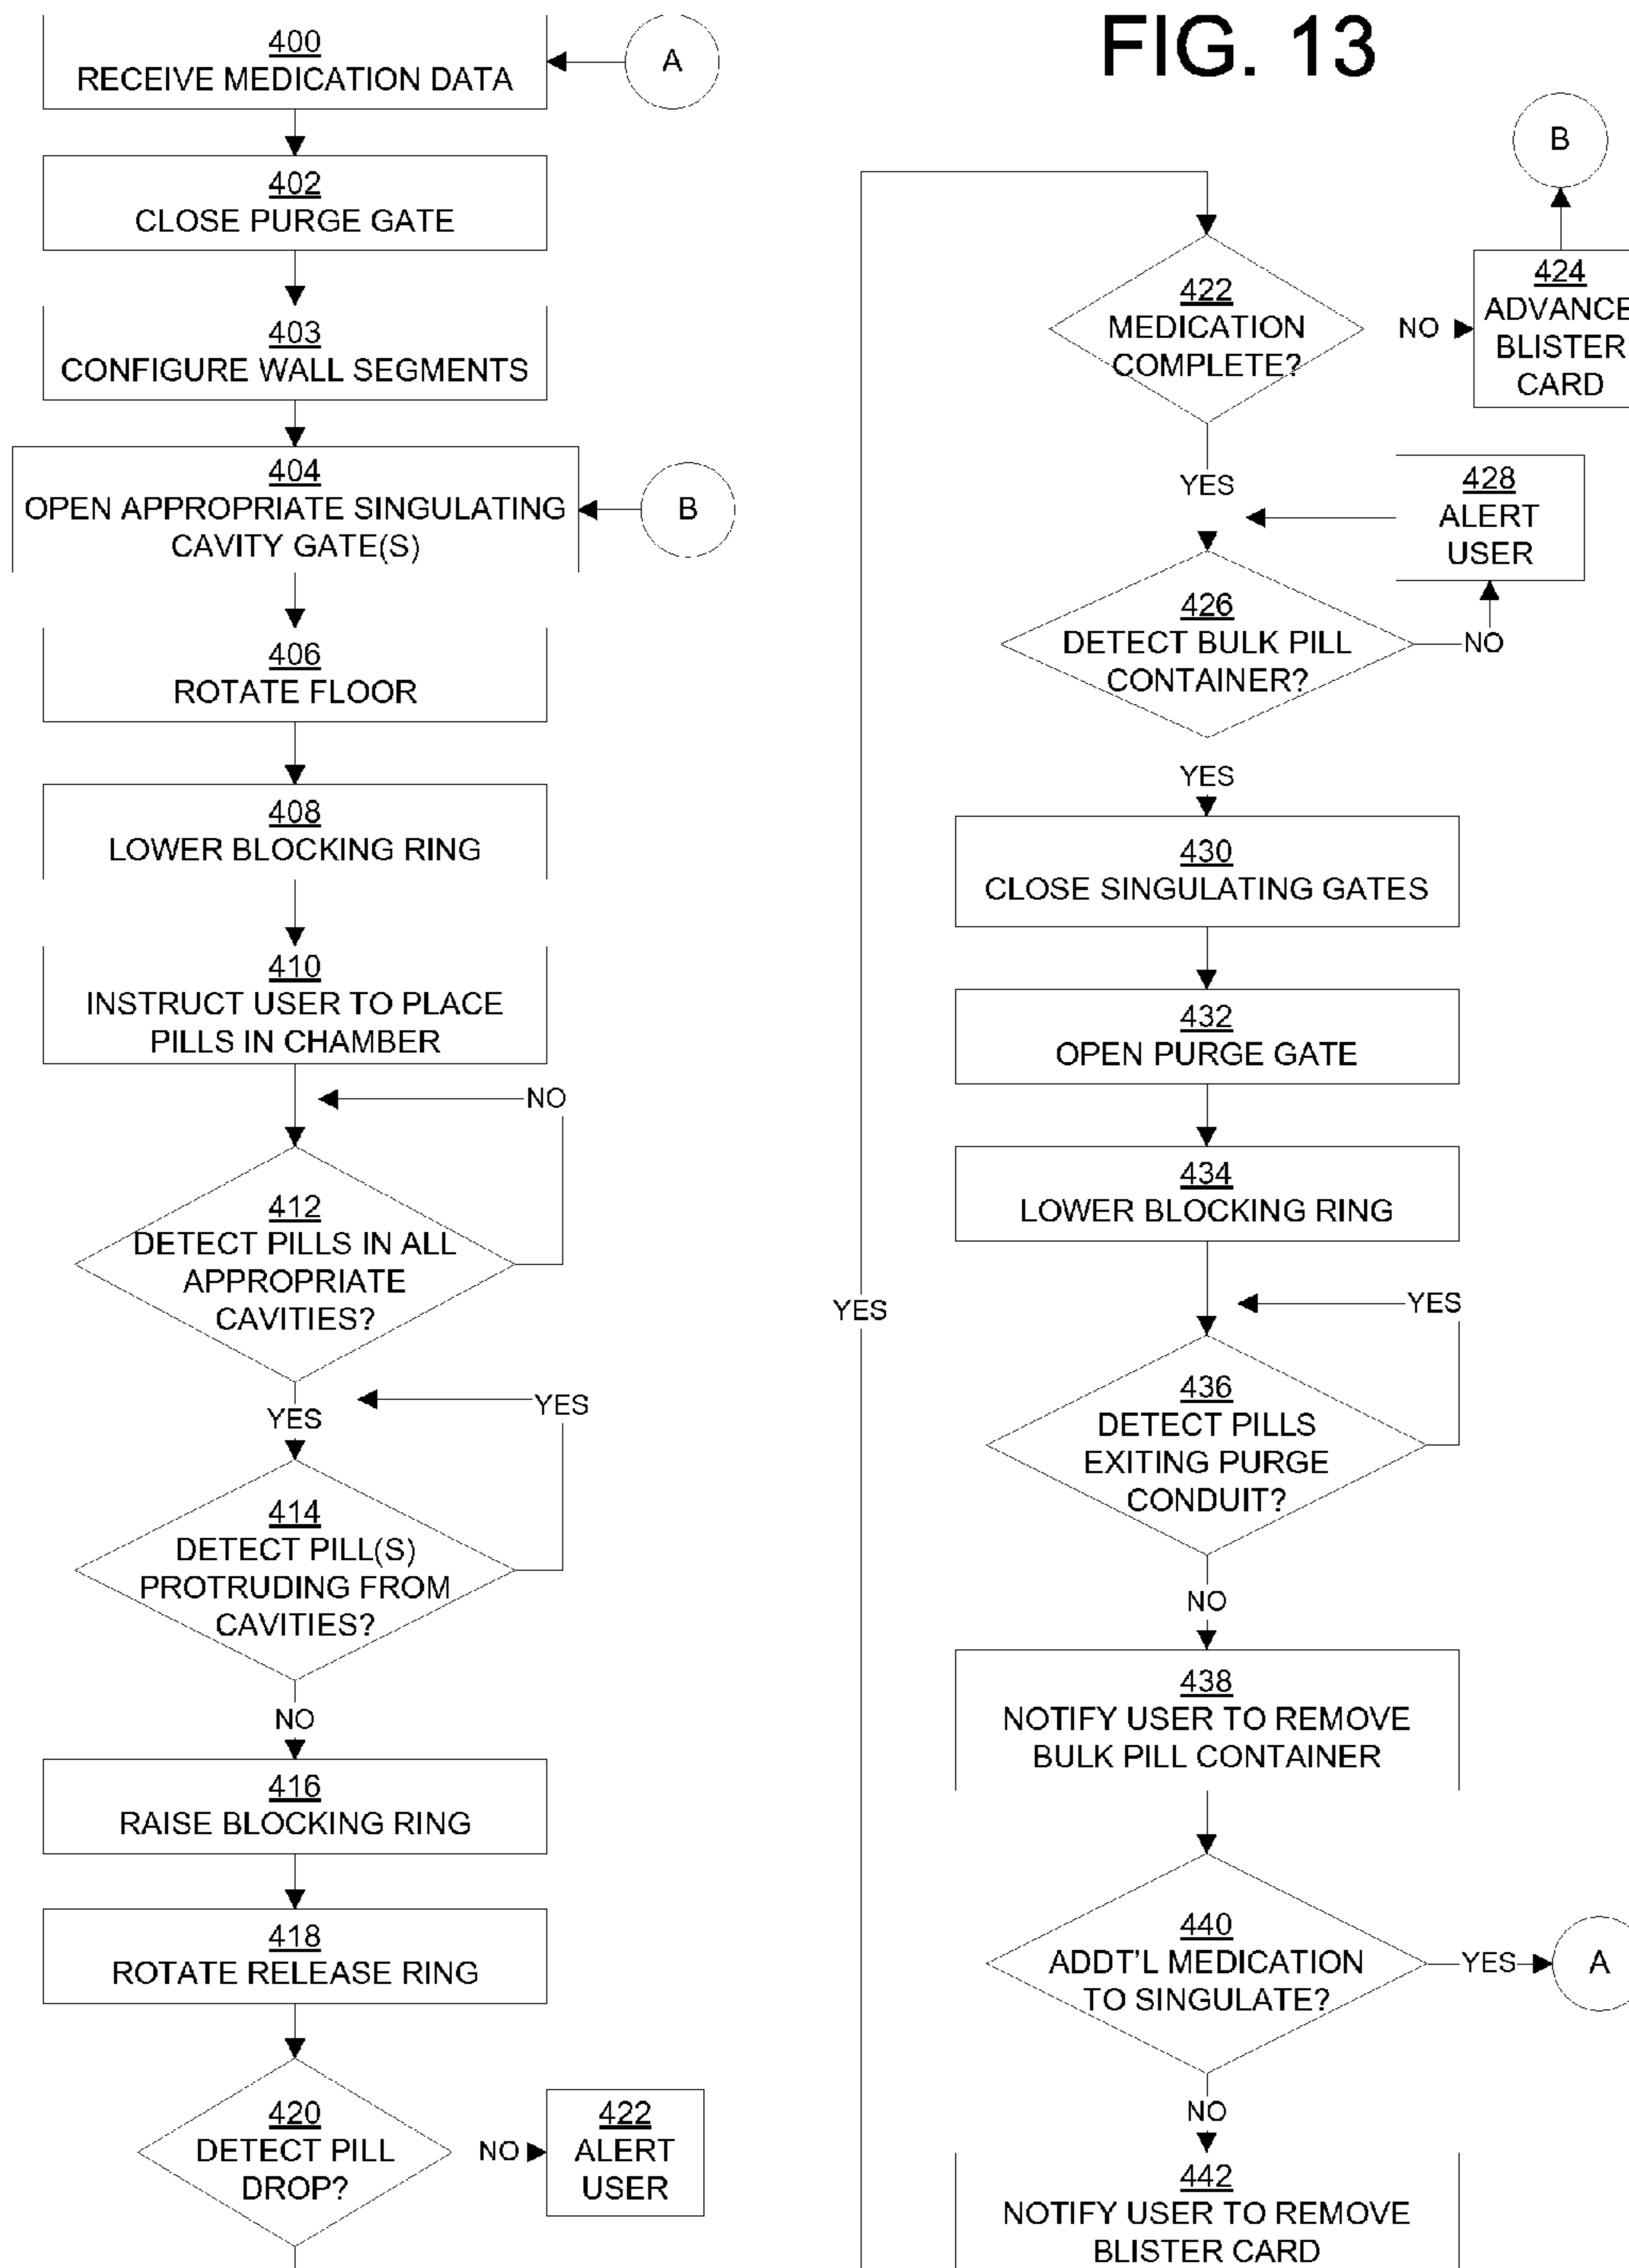 FIG. 13
400
RECEIVE MEDICATION DATA
A
402
CLOSE PURGE GATE
403
CONFIGURE WALL SEGMENTS
404
OPEN APPROPRIATE SINGULATING
CAVITY GATE(S)
B
406
ROTATE FLOOR
408
LOWER BLOCKING RING
410
INSTRUCT USER TO PLACE
PILLS IN CHAMBER
NO
412
DETECT PILLS IN ALL
APPROPRIATE
CAVITIES?
YES
YES
414
DETECT PILL(S)
PROTRUDING FROM
CAVITIES?
NO
416
RAISE BLOCKING RING
418
ROTATE RELEASE RING
420
DETECT PILL
DROP?
NO
422
ALERT
USER
YES
B
422
MEDICATION
COMPLETE?
NO
424
ADVANCE
BLISTER
CARD
YES
428
ALERT
USER
426
DETECT BULK PILL
CONTAINER?
NO
YES
430
CLOSE SINGULATING GATES
432
OPEN PURGE GATE
434
LOWER BLOCKING RING
YES
436
DETECT PILLS
EXITING PURGE
CONDUIT?
NO
438
NOTIFY USER TO REMOVE
BULK PILL CONTAINER
440
ADDT'L MEDICATION
TO SINGULATE?
YES
A
NO
442
NOTIFY USER TO REMOVE
BLISTER CARD